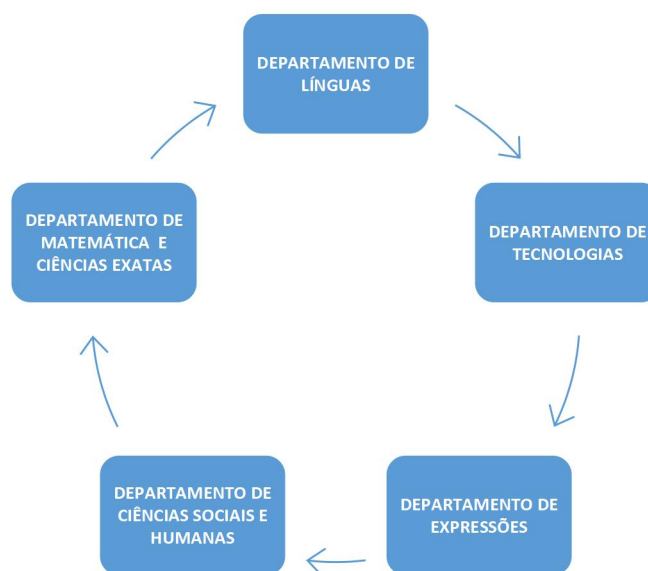 DEPARTAMENTO DE
LÍNGUAS
DEPARTAMENTO DE
TECNOLOGIAS
DEPARTAMENTO DE
EXPRESSÕES
DEPARTAMENTO DE
CIÊNCIAS SOCIAIS E
HUMANAS
DEPARTAMENTO DE
MATEMÁTICA E
CIÊNCIAS EXATAS